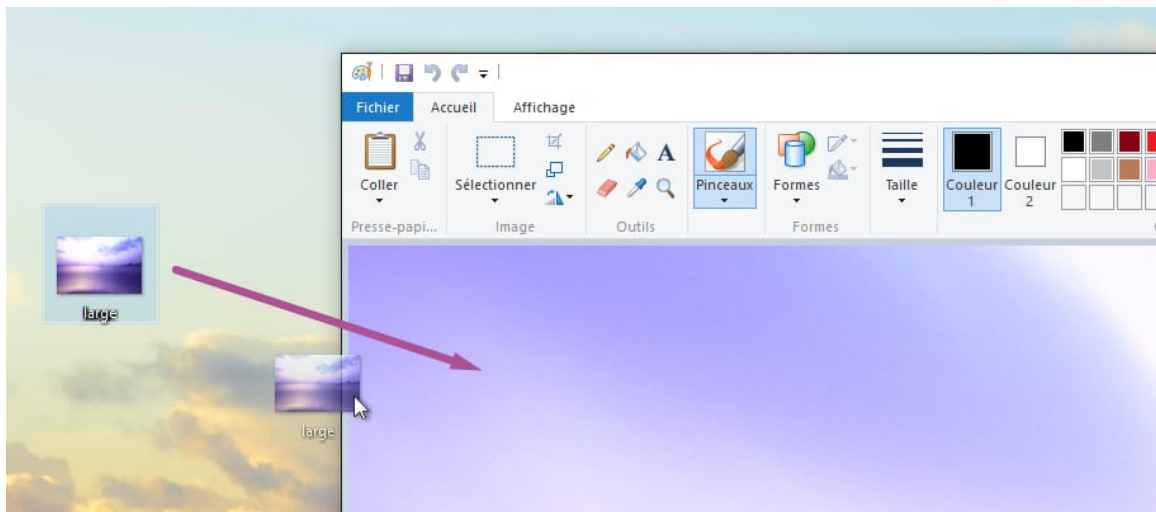 Fichier Accueil Affichage
Coller Sélectionner A Pinceaux Formes Taille Couleur 1 Couleur 2
Presse-papi... Image Outils Formes
large
large